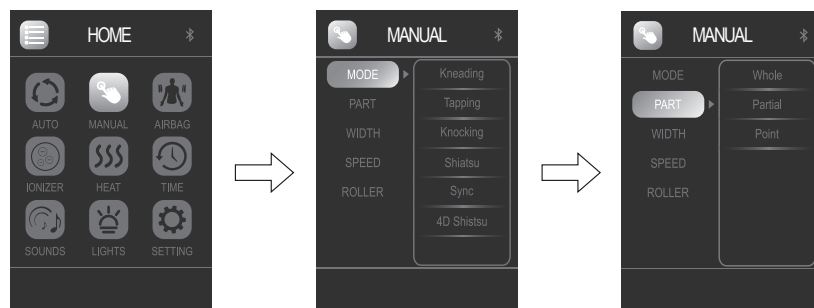 HOME
AUTO MANUAL AIRBAG
IONIZER HEAT TIME
SOUNDS LIGHTS SETTING
MANUAL
MODE Kneading
PART Tapping
WIDTH Knocking
SPEED Shiatsu
ROLLER Sync
4D Shistsu
MANUAL
MODE Whole
PART Partial
WIDTH Point
SPEED
ROLLER